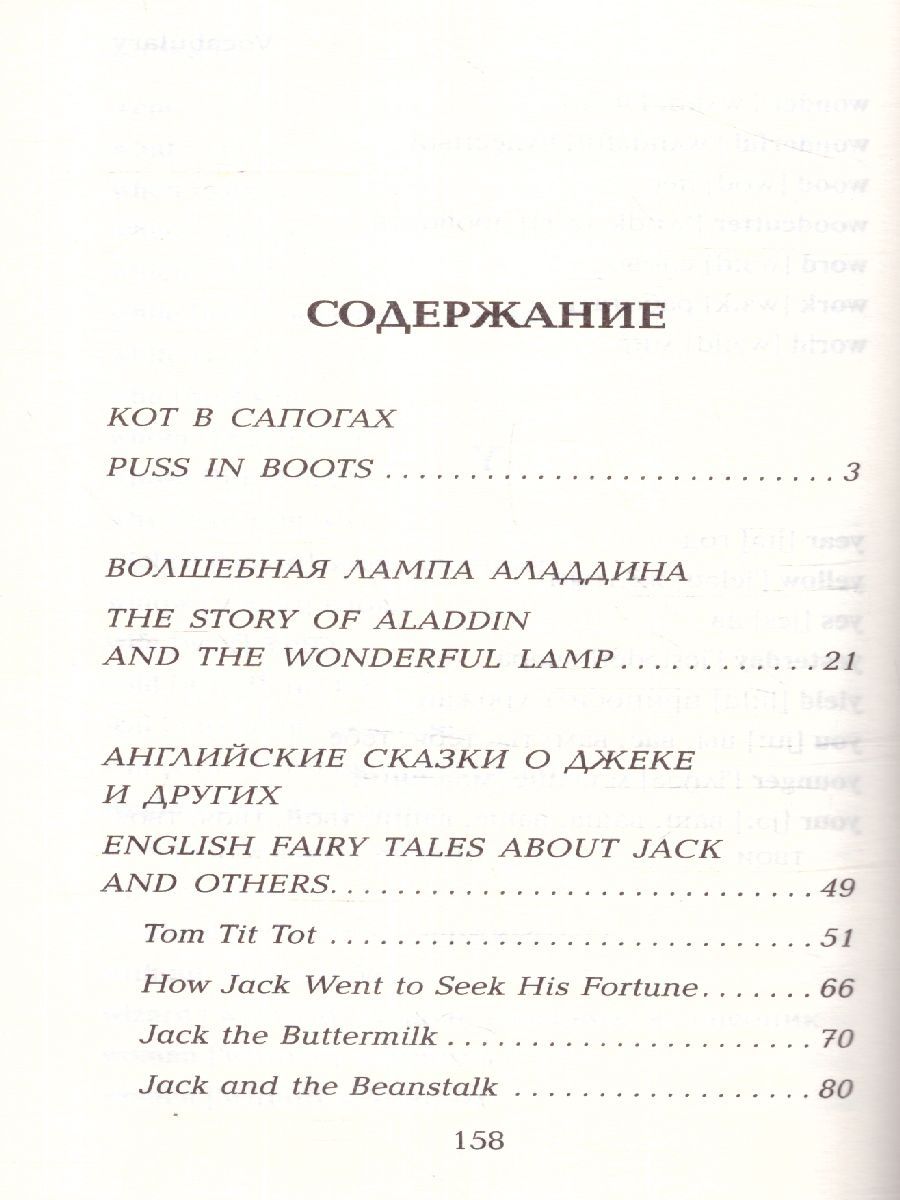 СОДЕРЖАНИЕ
КОТ В САПОГАХ
PUSS IN BOOTS ........................... 3
ВОЛШЕБНАЯ ЛАМПА АЛАДДИНА
THE STORY OF ALADDIN
AND THE WONDERFUL LAMP............ 21
АНГЛИЙСКИЕ СКАЗКИ О ДЖЕКЕ
И ДРУГИХ
ENGLISH FAIRY TALES ABOUT JACK
AND OTHERS............................. 49
Tom Tit Tot ............................. 51
How Jack Went to Seek His Fortune....... 66
Jack the Buttermilk ...................... 70
Jack and the Beanstalk .................. 80
158